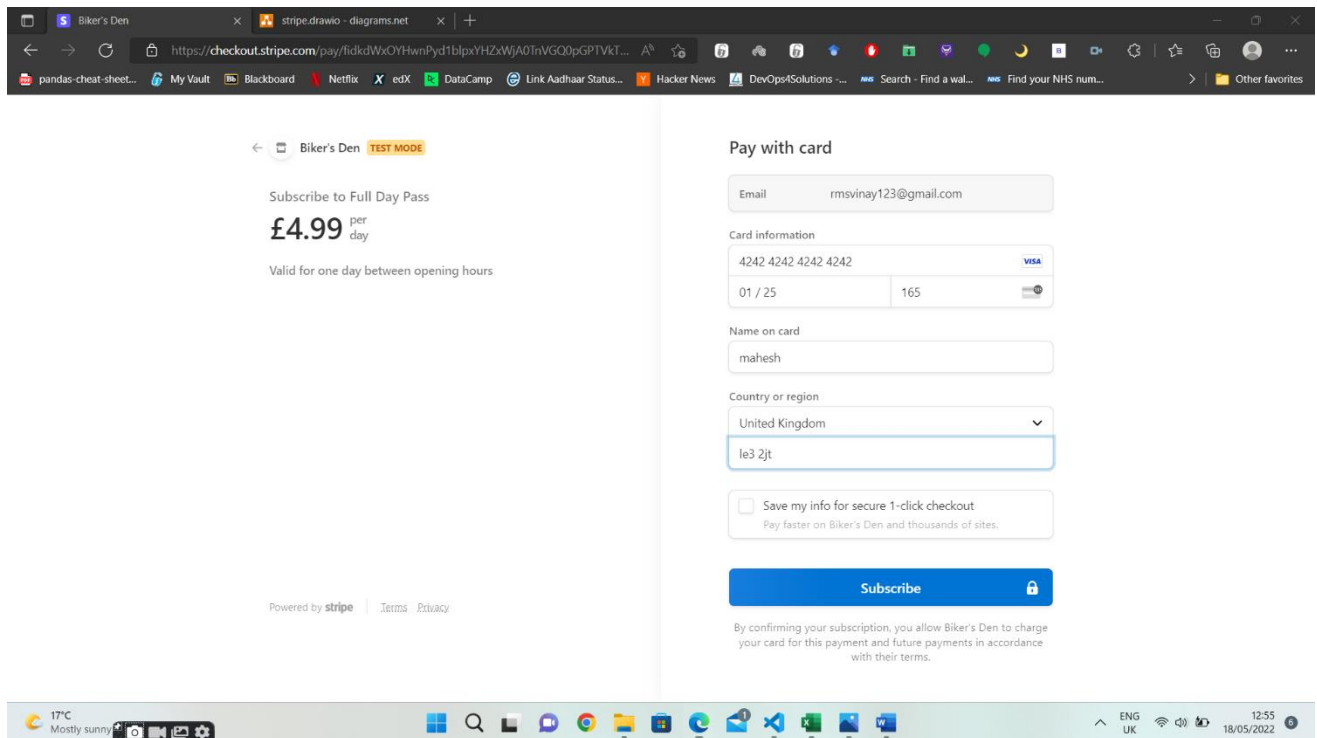 Biker's Den
stripe.drawio - diagrams.net
https://checkout.stripe.com/pay/fidkdWxOYHwnPyd1blpxYHZxWjA0TnVGQ0pGPTVkT...
pandas-cheat-sheet...
My Vault
Blackboard
Netflix
edX
DataCamp
Link Aadhaar Status...
Hacker News
DevOps4Solutions -...
Search - Find a wal...
Find your NHS num...
Other favorites
Biker's Den TEST MODE
Subscribe to Full Day Pass
£4.99 per day
Valid for one day between opening hours
Powered by stripe
Terms Privacy
Pay with card
Email rmsvinay123@gmail.com
Card information
4242 4242 4242 4242 VISA
01 / 25 165
Name on card
mahesh
Country or region
United Kingdom
le3 2jt
Save my info for secure 1-click checkout
Pay faster on Biker's Den and thousands of sites.
Subscribe
By confirming your subscription, you allow Biker's Den to charge
your card for this payment and future payments in accordance
with their terms.
17°C
Mostly sunny
ENG
UK
12:55
18/05/2022
6